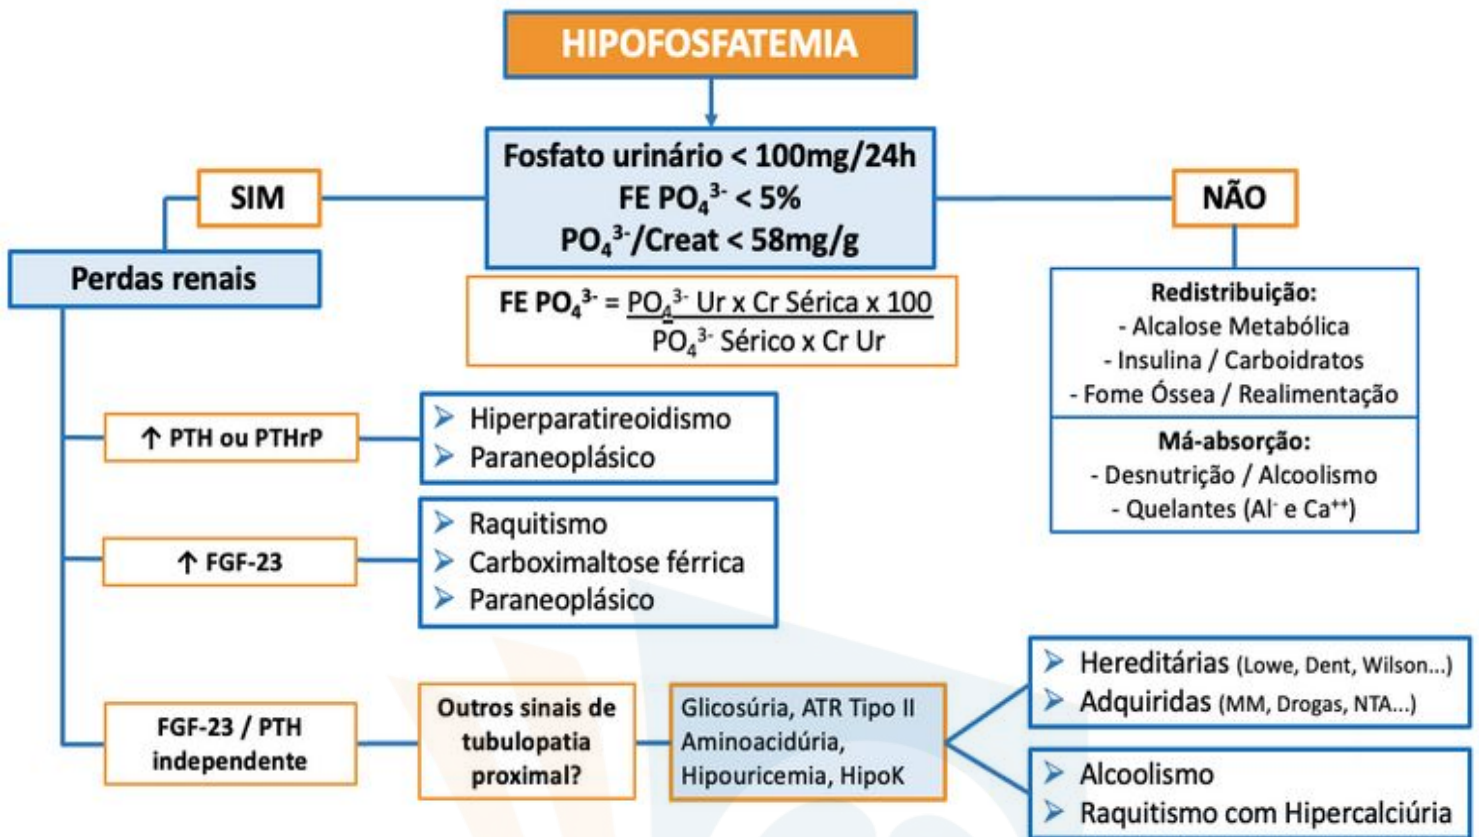 HIPOFOSFATEMIA
Fosfato urinário < 100mg/24h
FE PO₄³⁻ < 5%
PO₄³⁻/Creat < 58mg/g
SIM
NÃO
Perdas renais
FE PO₄³⁻ = PO₄³⁻ Ur x Cr Sérica x 100
PO₄³⁻ Sérico x Cr Ur
Redistribuição:
- Alcalose Metabólica
- Insulina / Carboidratos
- Fome Óssea / Realimentação
Má-absorção:
- Desnutrição / Alcoolismo
- Quelantes (Al⁻ e Ca⁺⁺)
↑ PTH ou PTHrP
➤ Hiperparatireoidismo
➤ Paraneoplásico
↑ FGF-23
➤ Raquitismo
➤ Carboximaltose férrica
➤ Paraneoplásico
FGF-23 / PTH
independente
Outros sinais de
tubulopatia
proximal?
Glicosúria, ATR Tipo II
Aminoacidúria,
Hipouricemia, HipoK
➤ Hereditárias (Lowe, Dent, Wilson...)
➤ Adquiridas (MM, Drogas, NTA...)
➤ Alcoolismo
➤ Raquitismo com Hipercalciúria